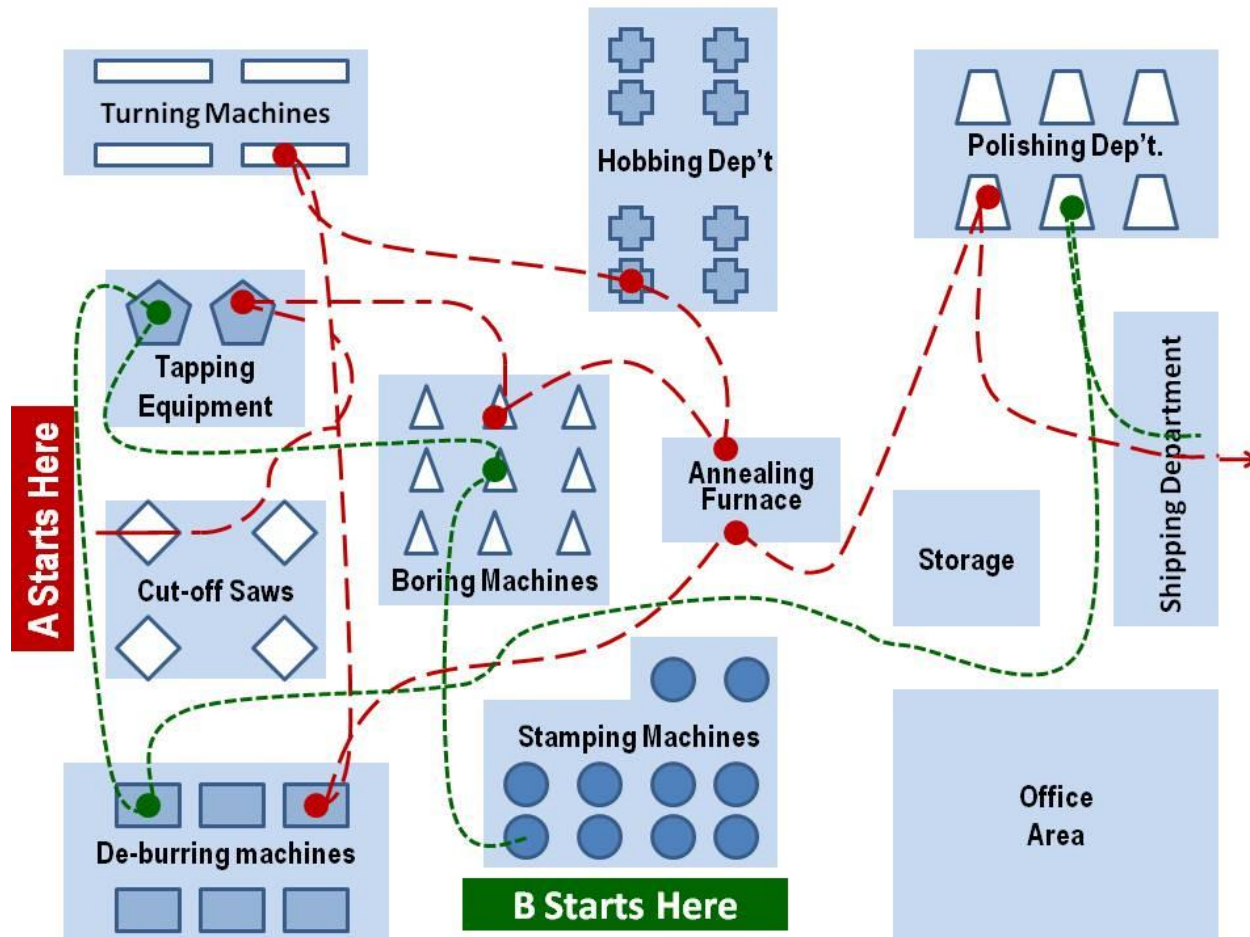 Turning Machines
Hobbing Dep't
Polishing Dep't.
Tapping
Equipment
A Starts Here
Cut-off Saws
Boring Machines
Annealing
Furnace
Storage
Shipping Department
Stamping Machines
De-burring machines
Office
Area
B Starts Here